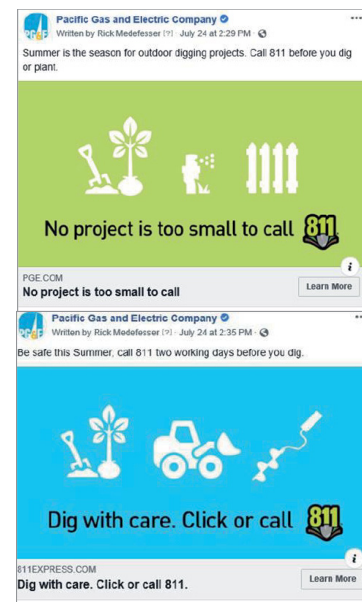 Pacific Gas and Electric Company
Written by Rick Medefesser [?] · July 24 at 2:29 PM ·
Summer is the season for outdoor digging projects. Call 811 before you dig
or plant.
No project is too small to call 811
PGE.COM
No project is too small to call
Learn More
Pacific Gas and Electric Company
Written by Rick Medefesser [?] · July 24 at 2:35 PM ·
Be safe this Summer, call 811 two working days before you dig.
Dig with care. Click or call 811
811EXPRESS.COM
Dig with care. Click or call 811.
Learn More